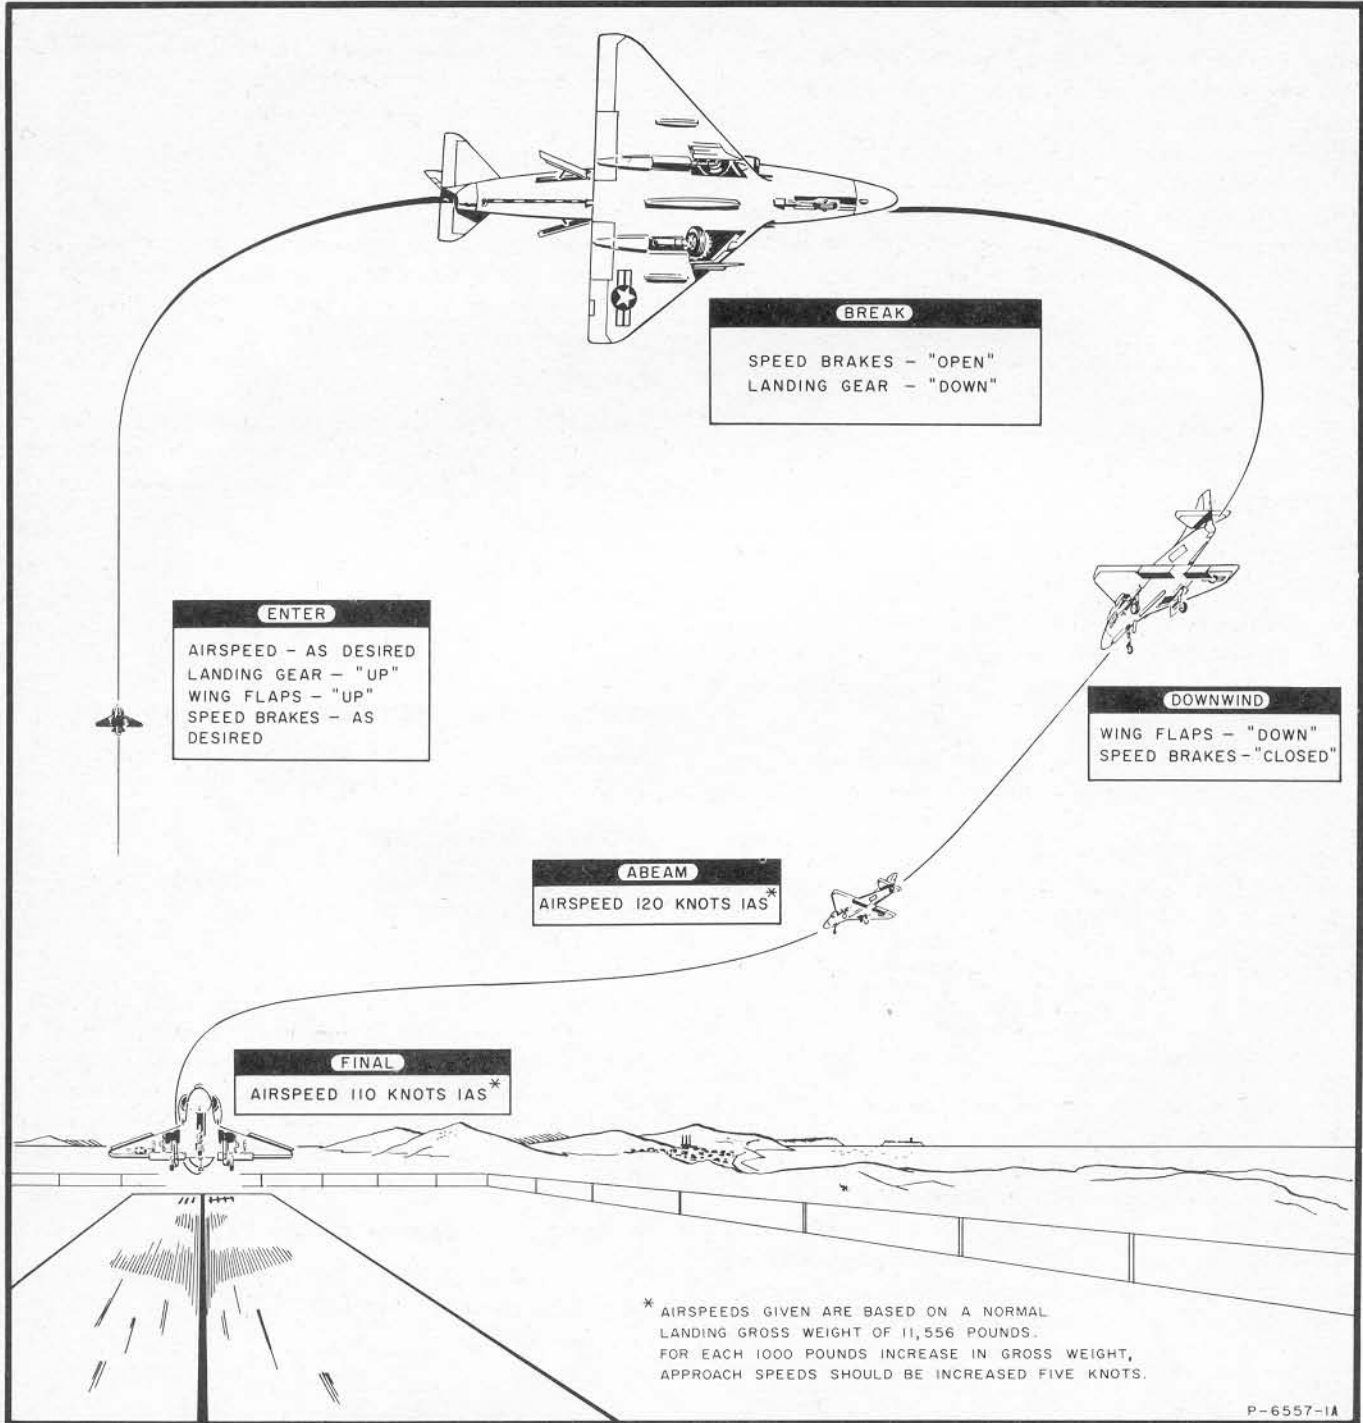 BREAK
SPEED BRAKES - "OPEN"
LANDING GEAR - "DOWN"
ENTER
AIRSPEED - AS DESIRED
LANDING GEAR - "UP"
WING FLAPS - "UP"
SPEED BRAKES - AS
DESIRED
DOWNWIND
WING FLAPS - "DOWN"
SPEED BRAKES - "CLOSED"
ABEAM
AIRSPEED 120 KNOTS IAS*
FINAL
AIRSPEED 110 KNOTS IAS*
* AIRSPEEDS GIVEN ARE BASED ON A NORMAL
LANDING GROSS WEIGHT OF 11,556 POUNDS.
FOR EACH 1000 POUNDS INCREASE IN GROSS WEIGHT,
APPROACH SPEEDS SHOULD BE INCREASED FIVE KNOTS.
P-6557-1A